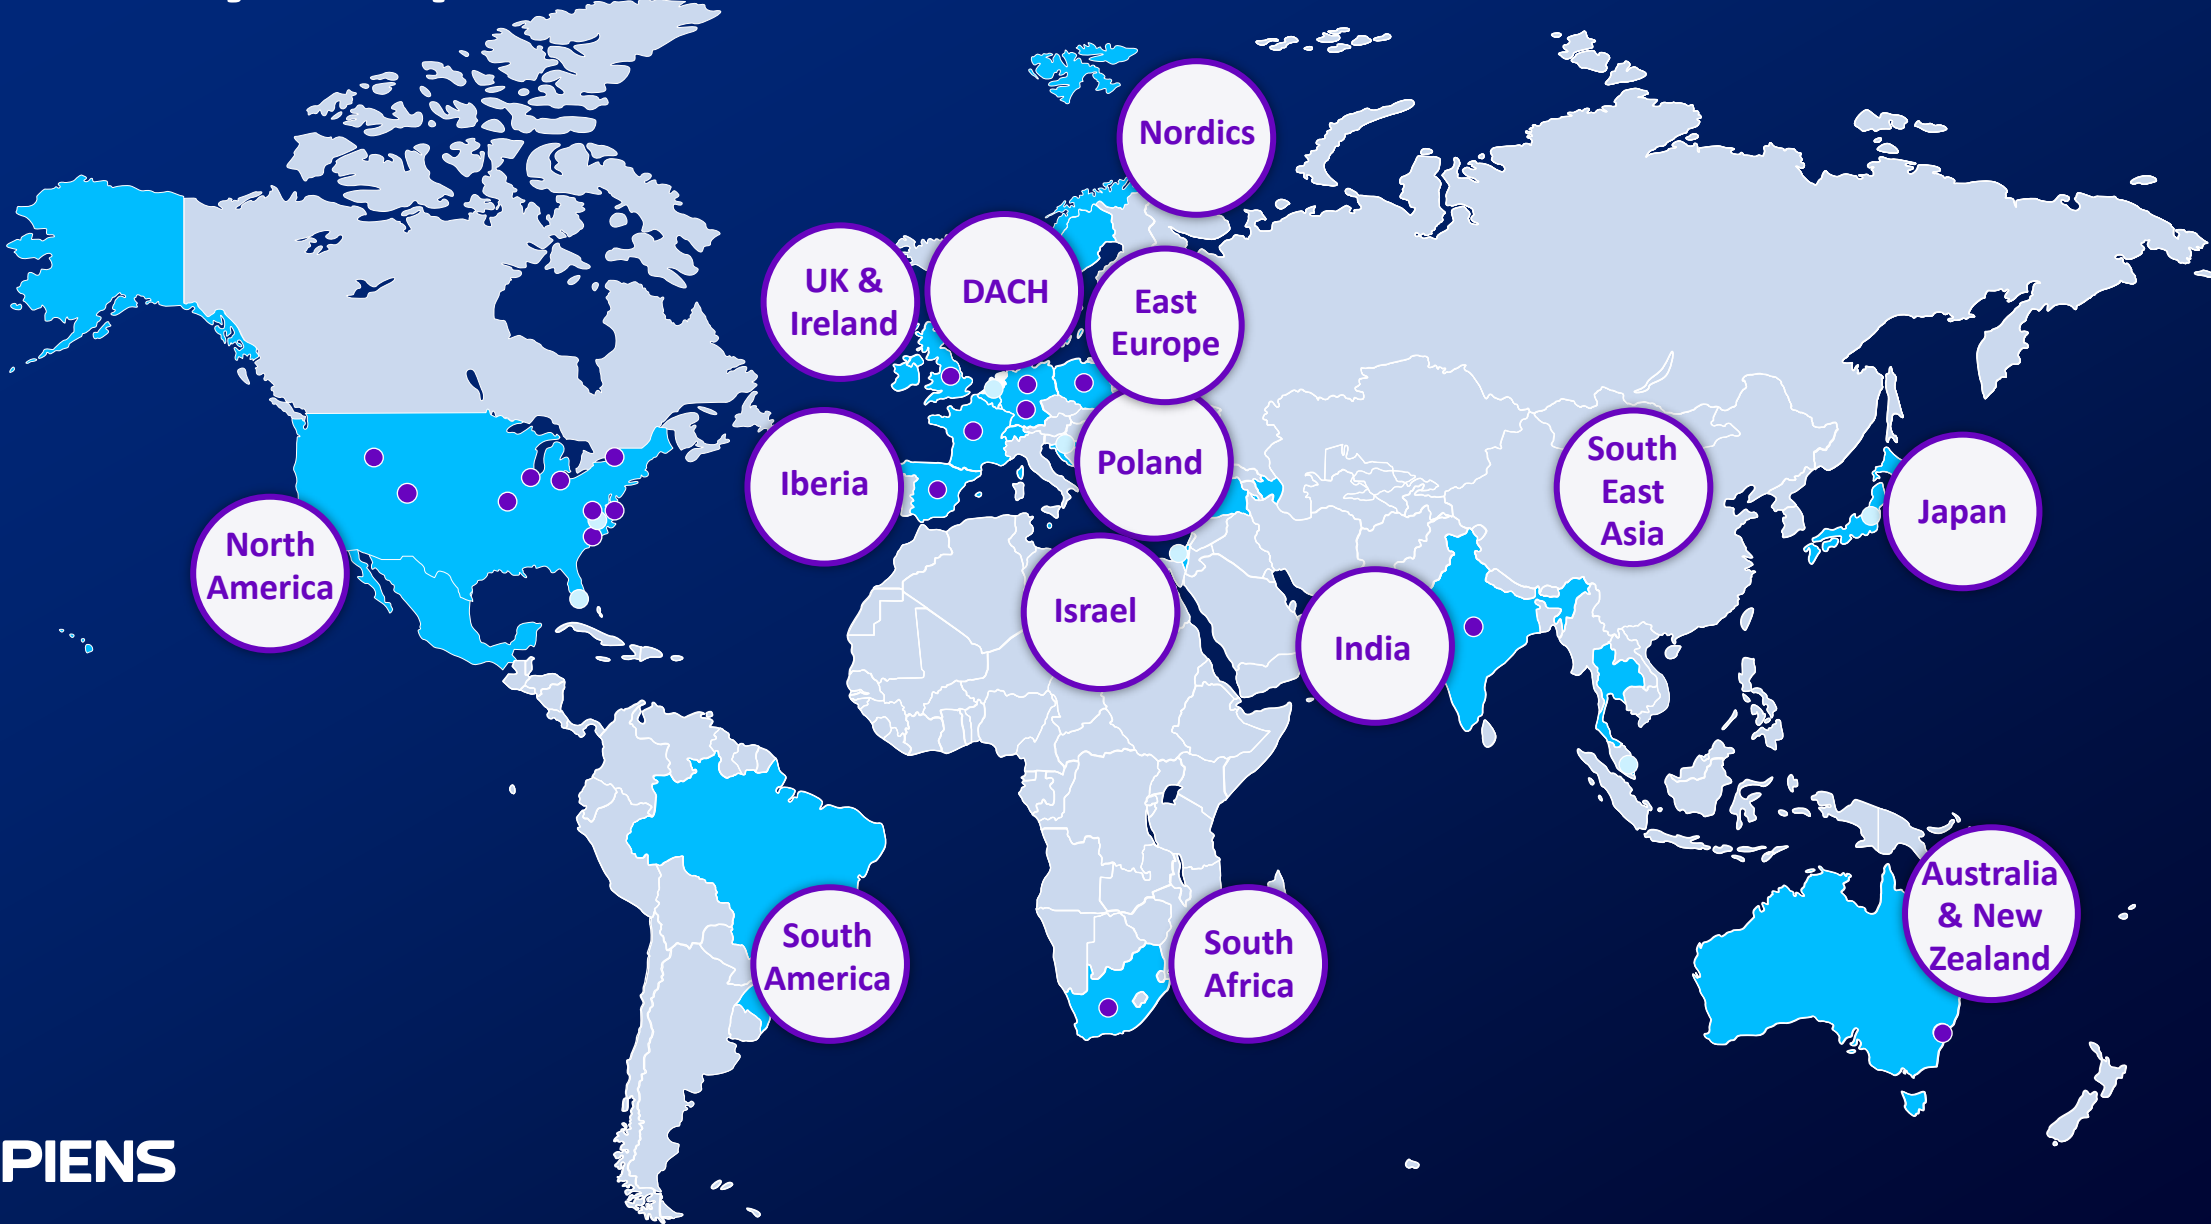 Nordics
UK &
Ireland
DACH
East
Europe
Iberia
Poland
South
East
Asia
Japan
North
America
Israel
India
South
America
South
Africa
Australia
& New
Zealand
PIENS